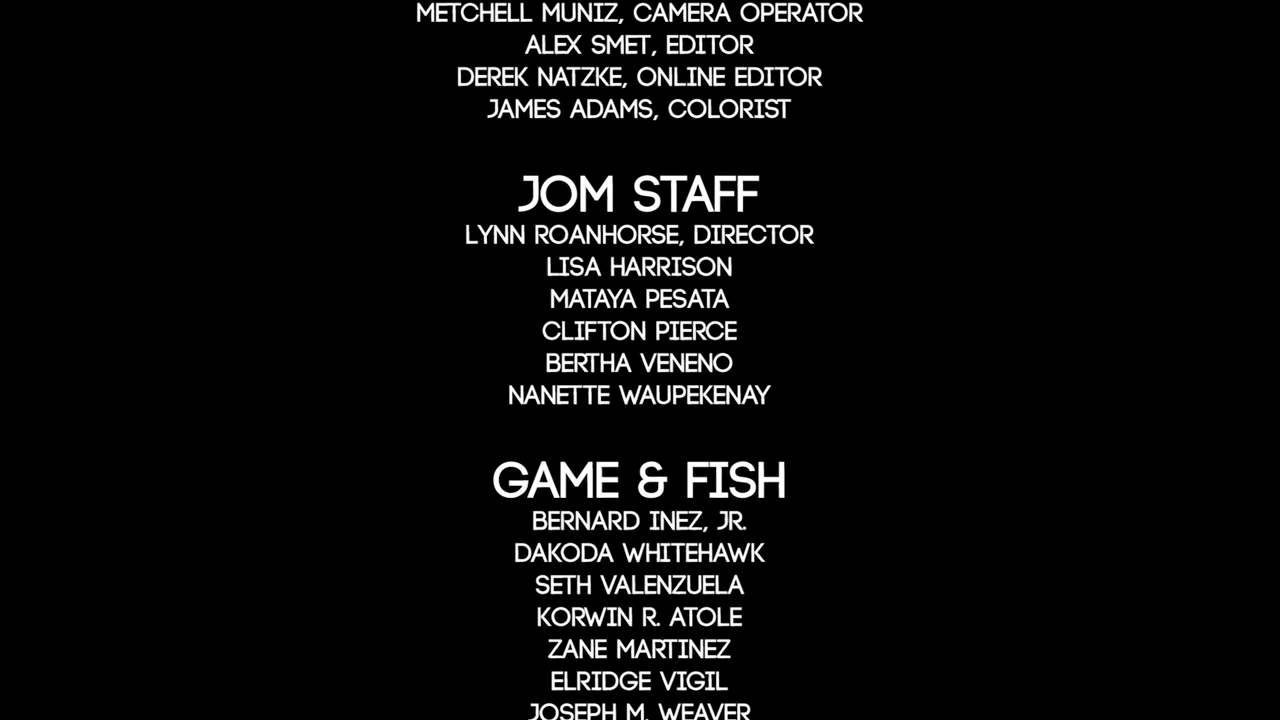 METCHELL MUNIZ, CAMERA OPERATOR
ALEX SMET, EDITOR
DEREK NATZKE, ONLINE EDITOR
JAMES ADAMS, COLORIST
JOM STAFF
LYNN ROANHORSE, DIRECTOR
LISA HARRISON
MATAYA PESATA
CLIFTON PIERCE
BERTHA VENENO
NANETTE WAUPEKENAY
GAME & FISH
BERNARD INEZ, JR.
DAKODA WHITEHAWK
SETH VALENZUELA
KORWIN R. ATOLE
ZANE MARTINEZ
ELRIDGE VIGIL
JOSEPH M. WEAVER